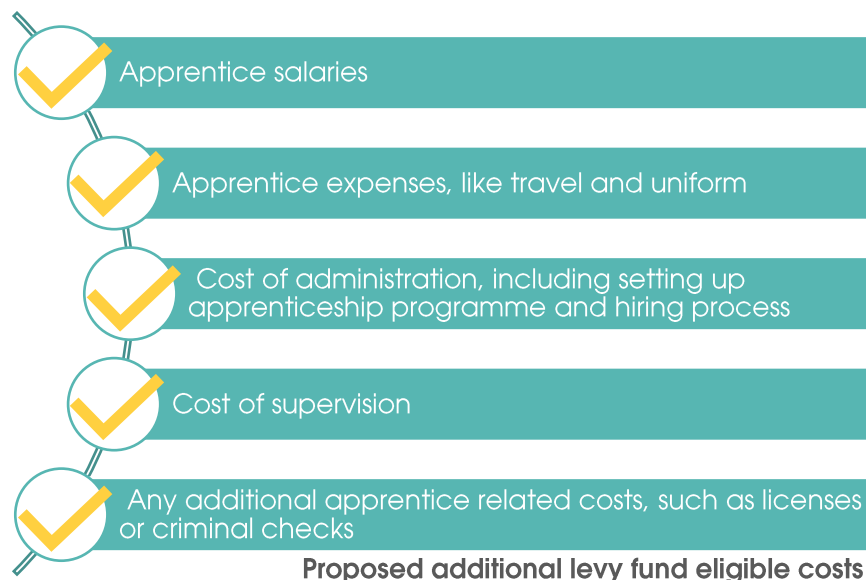 Apprentice salaries
Apprentice expenses, like travel and uniform
Cost of administration, including setting up
apprenticeship programme and hiring process
Cost of supervision
Any additional apprentice related costs, such as licenses
or criminal checks
Proposed additional levy fund eligible costs